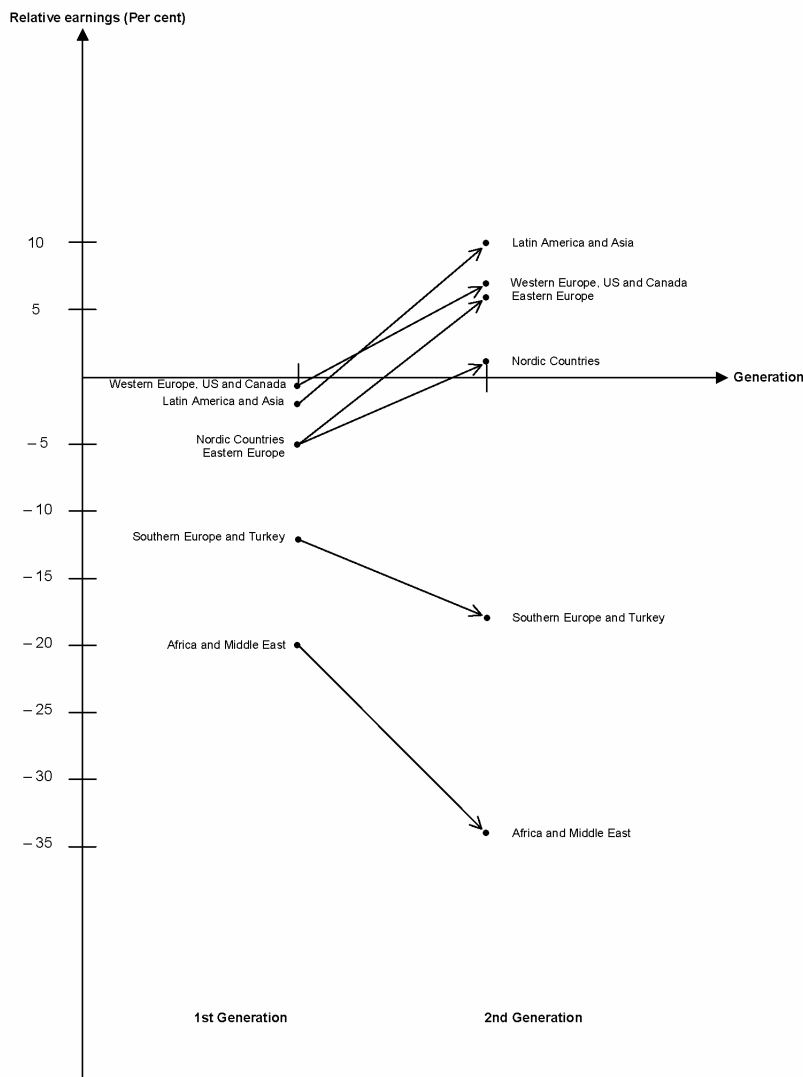 Relative earnings (Per cent)
10
Latin America and Asia
Western Europe, US and Canada
5
Eastern Europe
Nordic Countries
Generation
Western Europe, US and Canada
Latin America and Asia
Nordic Countries
– 5
Eastern Europe
– 10
Southern Europe and Turkey
– 15
Southern Europe and Turkey
– 20
Africa and Middle East
– 25
– 30
Africa and Middle East
– 35
1st Generation
2nd Generation